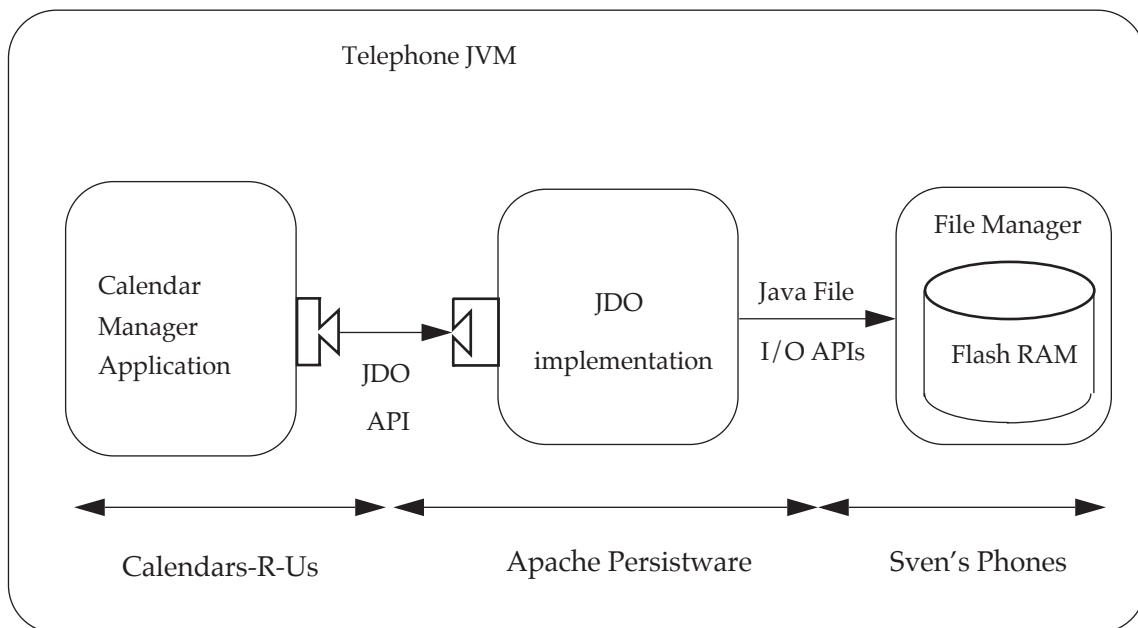 Telephone JVM
Calendar
Manager
Application
JDO
API
JDO
implementation
Java File
I/O APIs
File Manager
Flash RAM
Calendars-R-Us
Apache Persistware
Sven’s Phones